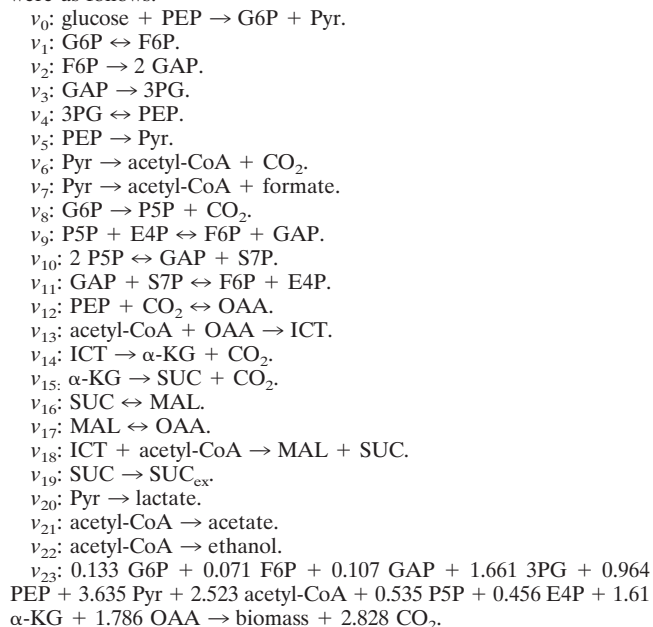 were as follows:
v0: glucose + PEP → G6P + Pyr.
v1: G6P ↔ F6P.
v2: F6P → 2 GAP.
v3: GAP → 3PG.
v4: 3PG ↔ PEP.
v5: PEP → Pyr.
v6: Pyr → acetyl-CoA + CO2.
v7: Pyr → acetyl-CoA + formate.
v8: G6P → P5P + CO2.
v9: P5P + E4P ↔ F6P + GAP.
v10: 2 P5P ↔ GAP + S7P.
v11: GAP + S7P ↔ F6P + E4P.
v12: PEP + CO2 ↔ OAA.
v13: acetyl-CoA + OAA → ICT.
v14: ICT → α-KG + CO2.
v15: α-KG → SUC + CO2.
v16: SUC ↔ MAL.
v17: MAL ↔ OAA.
v18: ICT + acetyl-CoA → MAL + SUC.
v19: SUC → SUCex.
v20: Pyr → lactate.
v21: acetyl-CoA → acetate.
v22: acetyl-CoA → ethanol.
v23: 0.133 G6P + 0.071 F6P + 0.107 GAP + 1.661 3PG + 0.964
PEP + 3.635 Pyr + 2.523 acetyl-CoA + 0.535 P5P + 0.456 E4P + 1.61
α-KG + 1.786 OAA → biomass + 2.828 CO2.